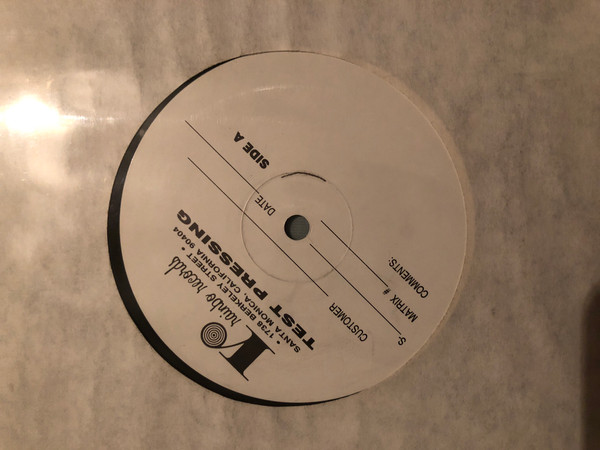 rainbo records
• 1738 BERKELEY STREET •
SANTA MONICA, CALIFORNIA 90404
TEST PRESSING
CUSTOMER
DATE
SIDE A
S.
MATRIX #
COMMENTS: